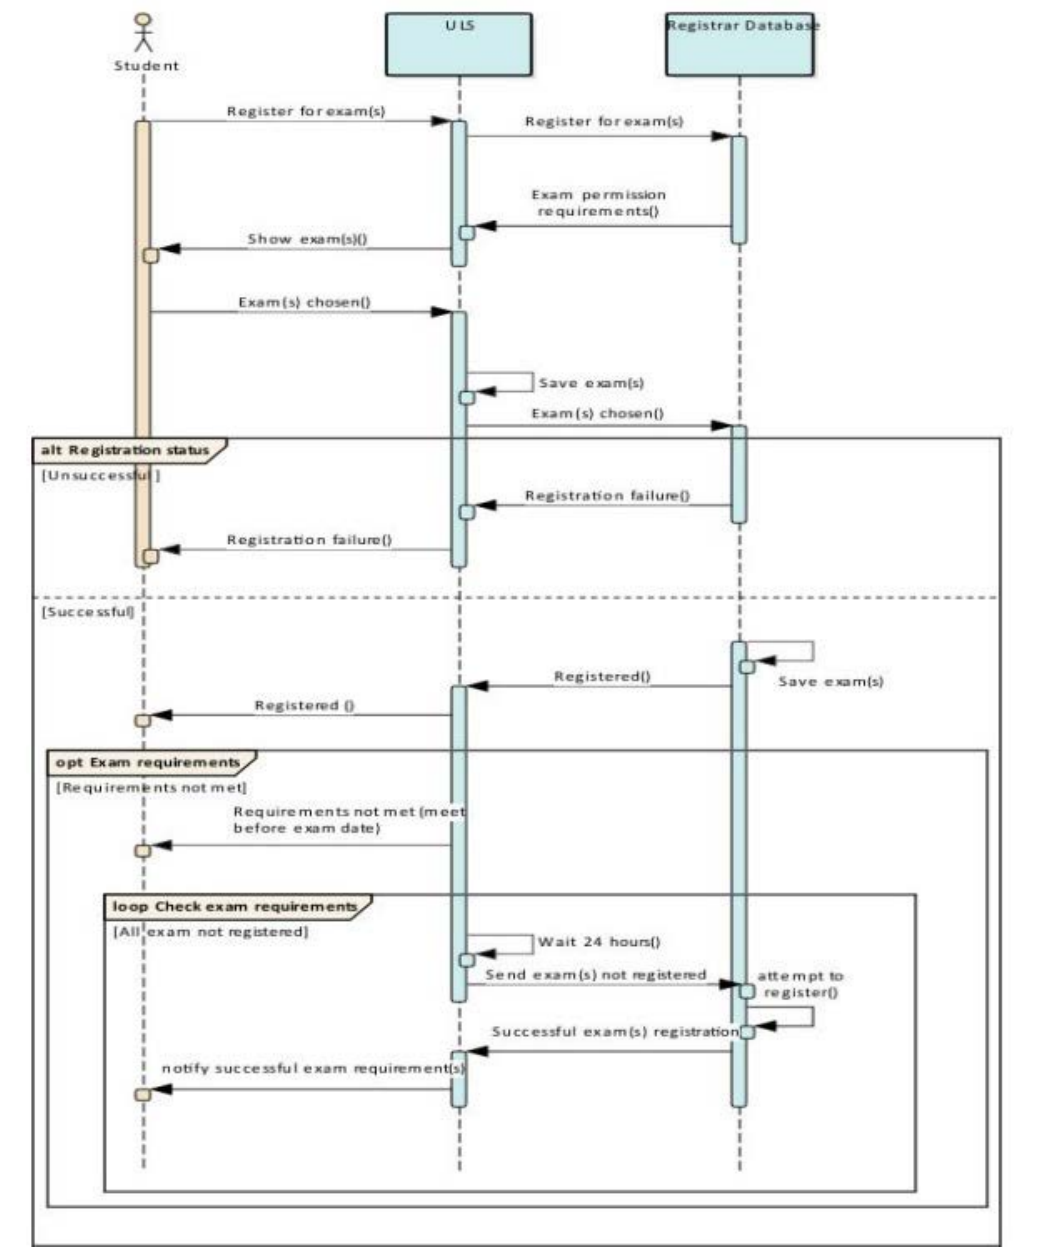 ULS
Registrar Database
Student
Register for exam(s)
Register for exam(s)
Exam permission
requirements()
Show exam(s)()
Exam(s) chosen()
Save exam(s)
Exam(s) chosen()
alt Registration status
[Unsuccessful]
Registration failure()
Registration failure()
[Successful]
Registered()
Save exam(s)
Registered ()
opt Exam requirements
[Requirements not met]
Requirements not met (meet
before exam date)
loop Check exam requirements
[All exam not registered]
Wait 24 hours()
Send exam(s) not registered
attempt to
register()
Successful exam(s) registration
notify successful exam requirement(s)